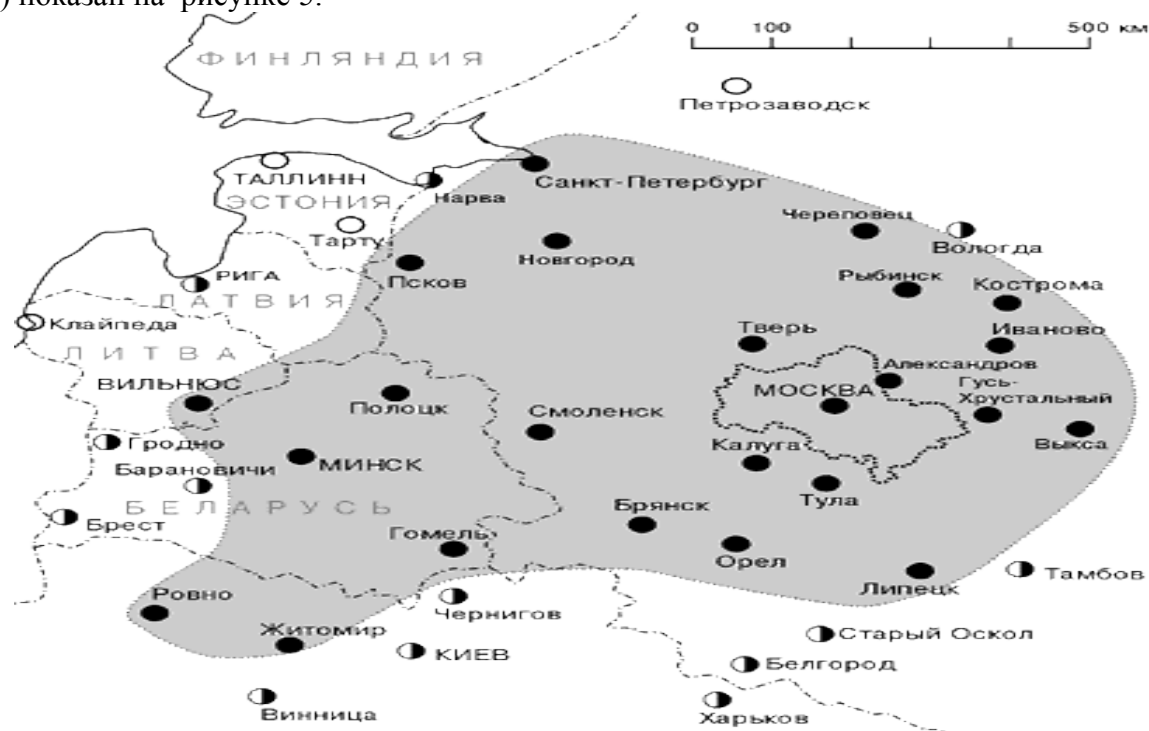 ) показан на рисунке 5.
0 100 500 км
ФИНЛЯНДИЯ
Петрозаводск
ТАЛЛИНН
Санкт-Петербург
Нарва
ЭСТОНИЯ
Череповец
Тарту
Вологда
Новгород
РИГА
Псков
Рыбинск
Кострома
ЛАТВИЯ
Клайпеда
Тверь
Иваново
ЛИТВА
Александров
ВИЛЬНЮС
Полоцк
МОСКВА
Гусь-
Хрустальный
Смоленск
Гродно
Калуга
Выкса
Барановичи
МИНСК
Тула
БЕЛАРУСЬ
Брянск
Брест
Гомель
Орел
Липецк
Тамбов
Ровно
Чернигов
Житомир
Старый Оскол
КИЕВ
Белгород
Винница
Харьков